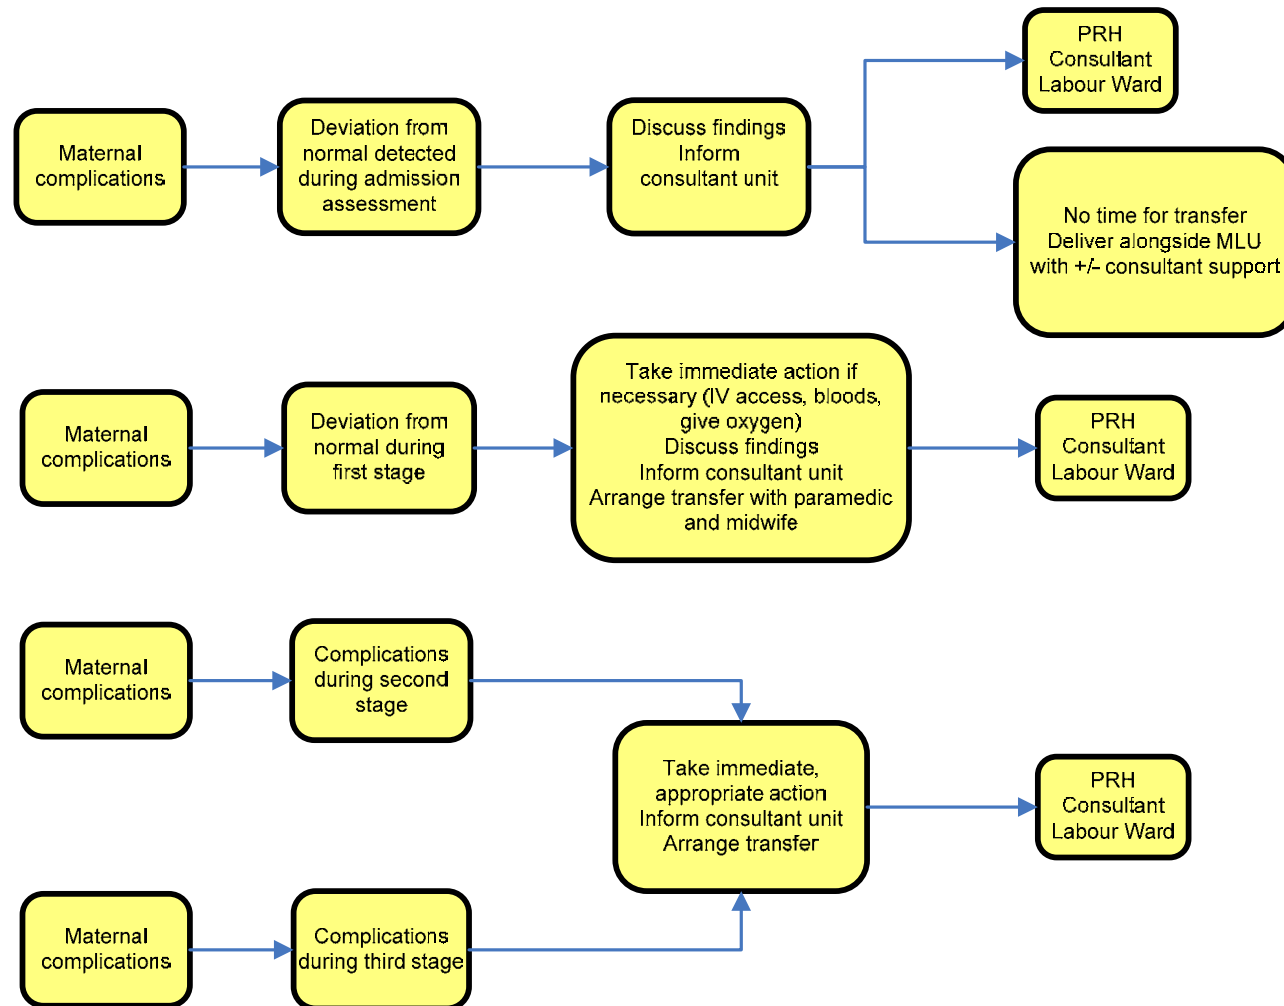 Maternal
complications
Deviation from
normal detected
during admission
assessment
Discuss findings
Inform
consultant unit
PRH
Consultant
Labour Ward
No time for transfer
Deliver alongside MLU
with +/- consultant support
Maternal
complications
Deviation from
normal during
first stage
Take immediate action if
necessary (IV access, bloods,
give oxygen)
Discuss findings
Inform consultant unit
Arrange transfer with paramedic
and midwife
PRH
Consultant
Labour Ward
Maternal
complications
Complications
during second
stage
Take immediate,
appropriate action
Inform consultant unit
Arrange transfer
PRH
Consultant
Labour Ward
Maternal
complications
Complications
during third stage